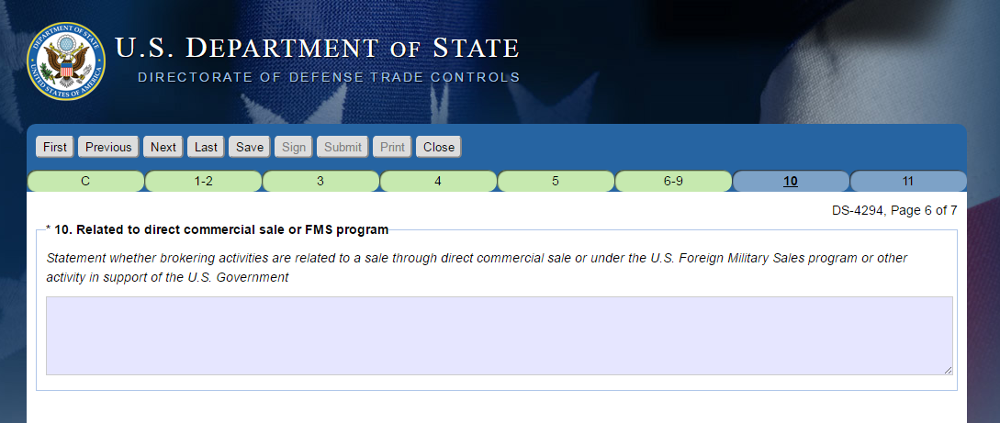 DEPARTMENT OF STATE
UNITED STATES OF AMERICA
U.S. DEPARTMENT OF STATE
DIRECTORATE OF DEFENSE TRADE CONTROLS
First Previous Next Last Save Sign Submit Print Close
C 1-2 3 4 5 6-9 10 11
DS-4294, Page 6 of 7
* 10. Related to direct commercial sale or FMS program
Statement whether brokering activities are related to a sale through direct commercial sale or under the U.S. Foreign Military Sales program or other
activity in support of the U.S. Government